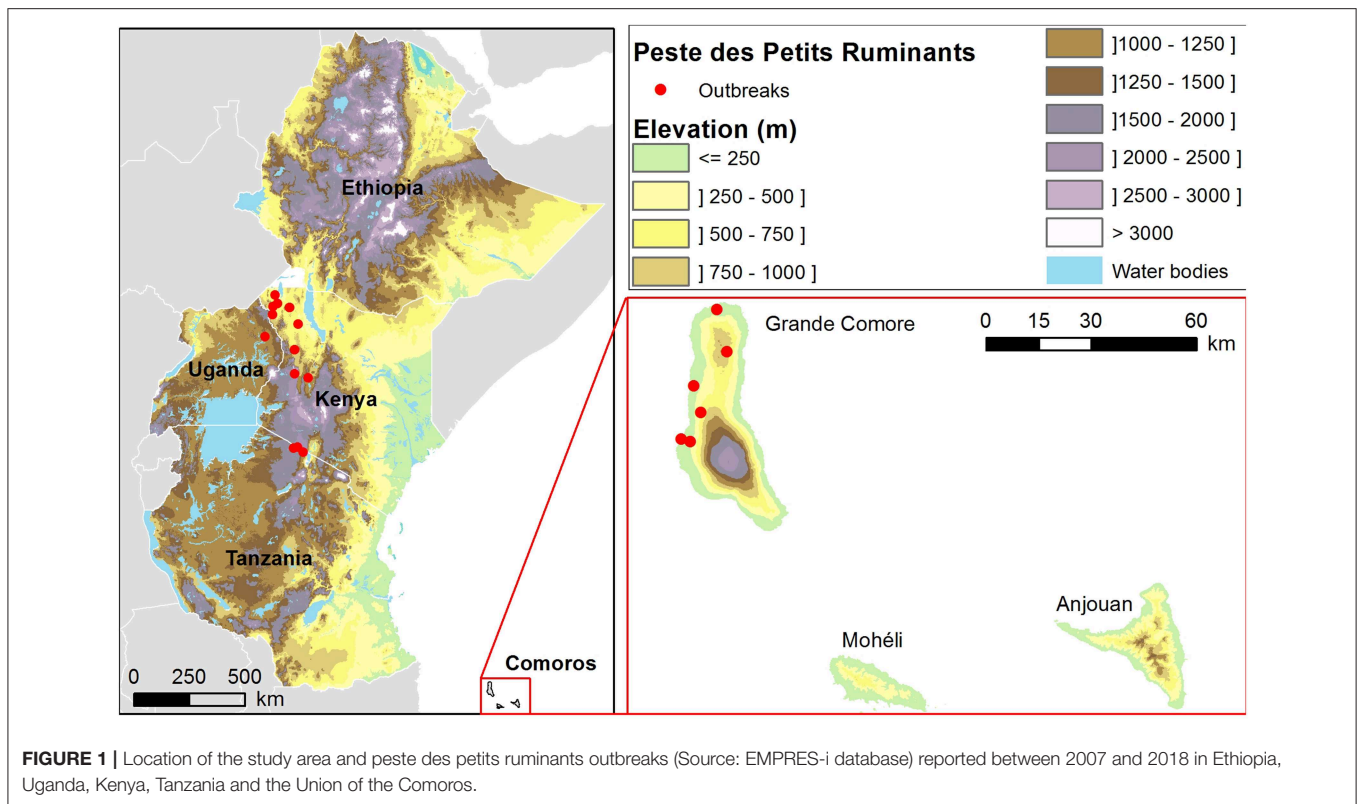 Ethiopia
Uganda
Kenya
Tanzania
Comoros
0 250 500
km
Peste des Petits Ruminants
Outbreaks
Elevation (m)
<= 250
] 250 - 500 ]
] 500 - 750 ]
] 750 - 1000 ]
]1000 - 1250 ]
]1250 - 1500 ]
]1500 - 2000 ]
] 2000 - 2500 ]
] 2500 - 3000 ]
> 3000
Water bodies
Grande Comore
0 15 30 60
km
Anjouan
Mohéli
FIGURE 1 | Location of the study area and peste des petits ruminants outbreaks (Source: EMPRES-i database) reported between 2007 and 2018 in Ethiopia,
Uganda, Kenya, Tanzania and the Union of the Comoros.